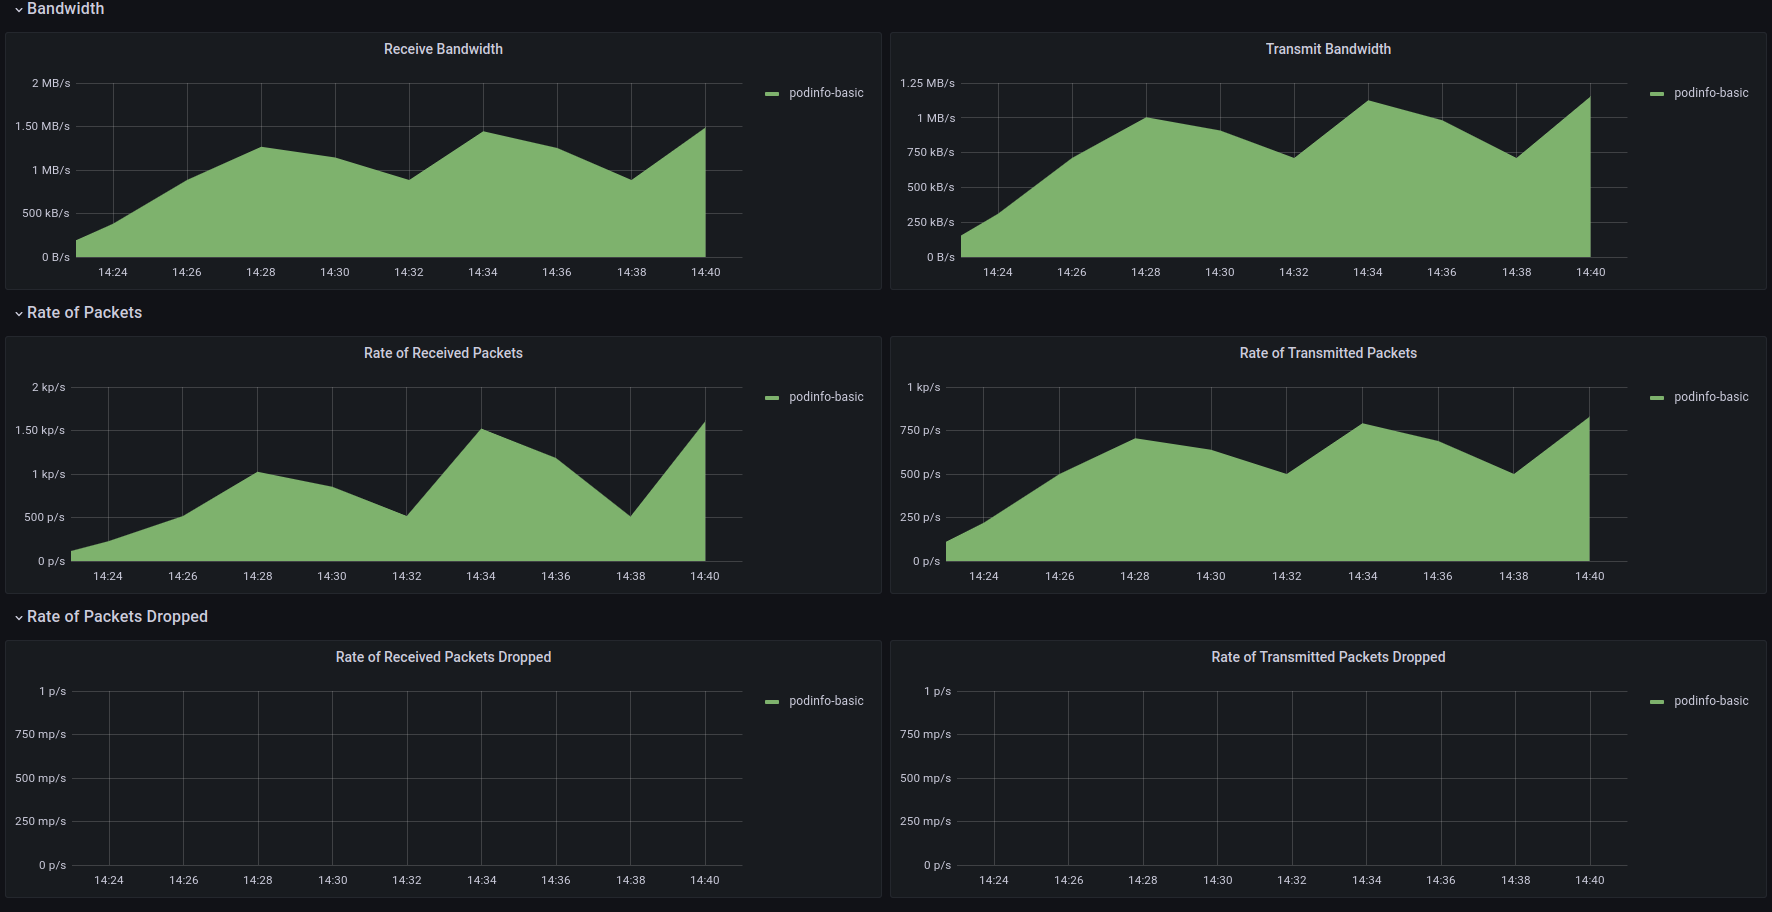 Bandwidth
Receive Bandwidth
2 MB/s
1.50 MB/s
1 MB/s
500 kB/s
0 B/s
14:24 14:26 14:28 14:30 14:32 14:34 14:36 14:38 14:40
podinfo-basic
Transmit Bandwidth
1.25 MB/s
1 MB/s
750 kB/s
500 kB/s
250 kB/s
0 B/s
14:24 14:26 14:28 14:30 14:32 14:34 14:36 14:38 14:40
podinfo-basic
Rate of Packets
Rate of Received Packets
2 kp/s
1.50 kp/s
1 kp/s
500 p/s
0 p/s
14:24 14:26 14:28 14:30 14:32 14:34 14:36 14:38 14:40
podinfo-basic
Rate of Transmitted Packets
1 kp/s
750 p/s
500 p/s
250 p/s
0 p/s
14:24 14:26 14:28 14:30 14:32 14:34 14:36 14:38 14:40
podinfo-basic
Rate of Packets Dropped
Rate of Received Packets Dropped
1 p/s
750 mp/s
500 mp/s
250 mp/s
0 p/s
14:24 14:26 14:28 14:30 14:32 14:34 14:36 14:38 14:40
podinfo-basic
Rate of Transmitted Packets Dropped
1 p/s
750 mp/s
500 mp/s
250 mp/s
0 p/s
14:24 14:26 14:28 14:30 14:32 14:34 14:36 14:38 14:40
podinfo-basic